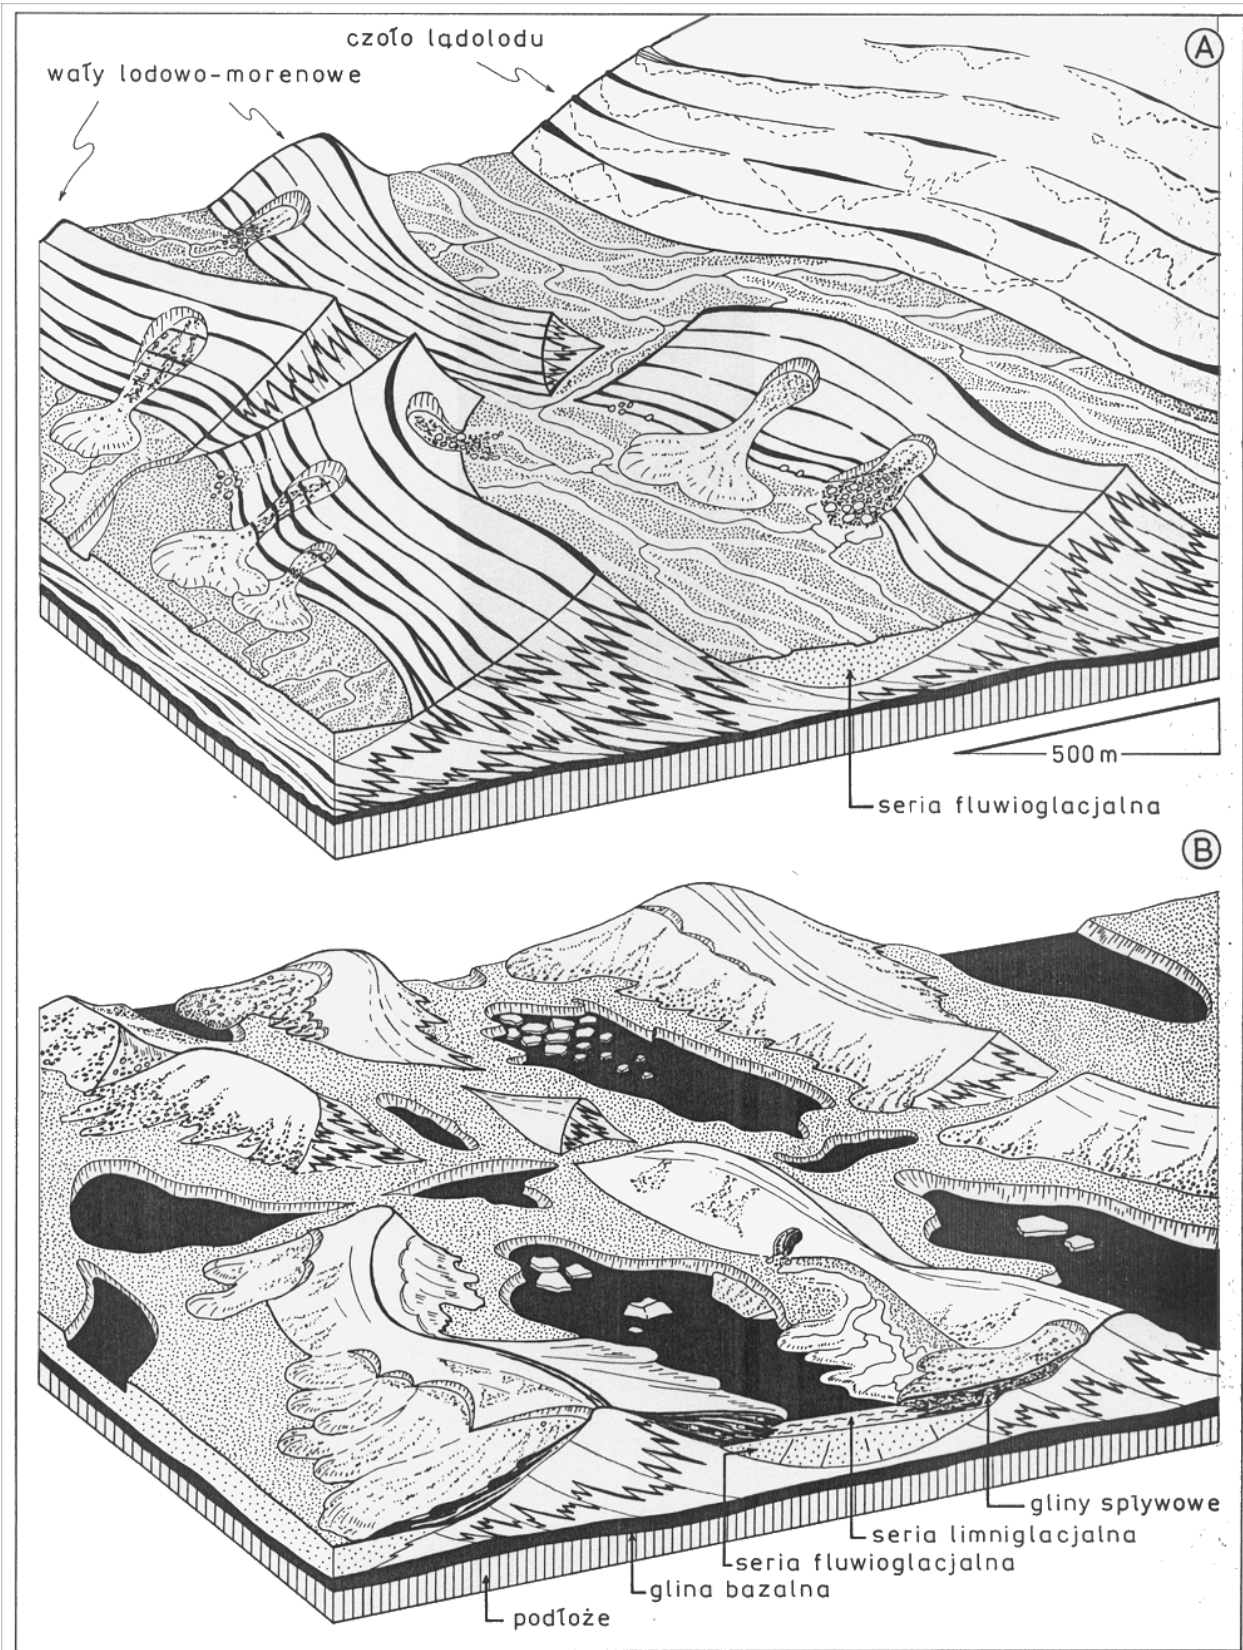 czoło lądolodu
A
wały lodowo-morenowe
500 m
seria fluwioglacjalna
B
gliny spływowe
seria limniglacjalna
seria fluwioglacjalna
glina bazalna
podłoże